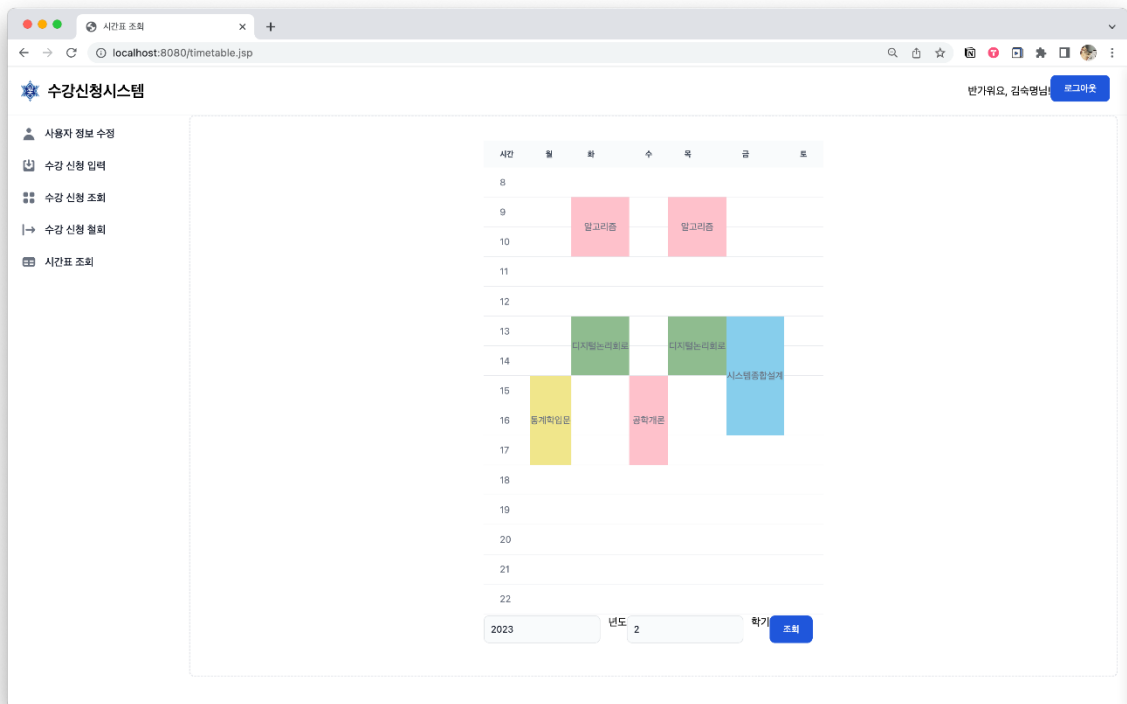 시간표 조회
localhost:8080/timetable.jsp
수강신청시스템
반가워요, 김숙명님!
로그아웃
사용자 정보 수정
수강 신청 입력
수강 신청 조회
수강 신청 철회
시간표 조회
시간 월 화 수 목 금 토
8
9
알고리즘 알고리즘
10
11
12
13
디지털논리회로 디지털논리회로
14
시스템종합설계
15
16 통계학입문 공학개론
17
18
19
20
21
22
2023 년도 2 학기 조회